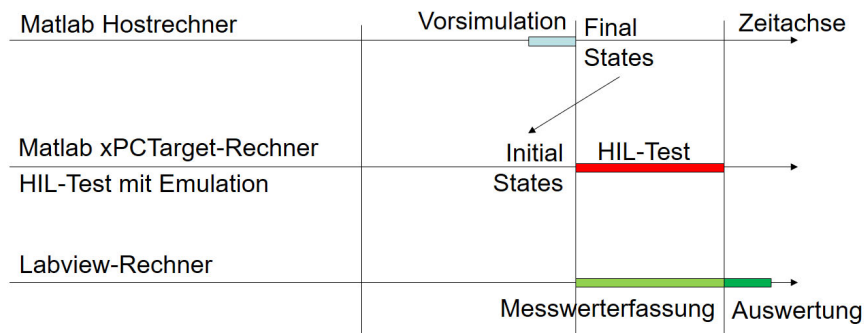 Matlab Hostrechner
Vorsimulation
Final
States
Zeitachse
Matlab xPCTarget-Rechner
HIL-Test mit Emulation
Initial
States
HIL-Test
Labview-Rechner
Messwerterfassung
Auswertung